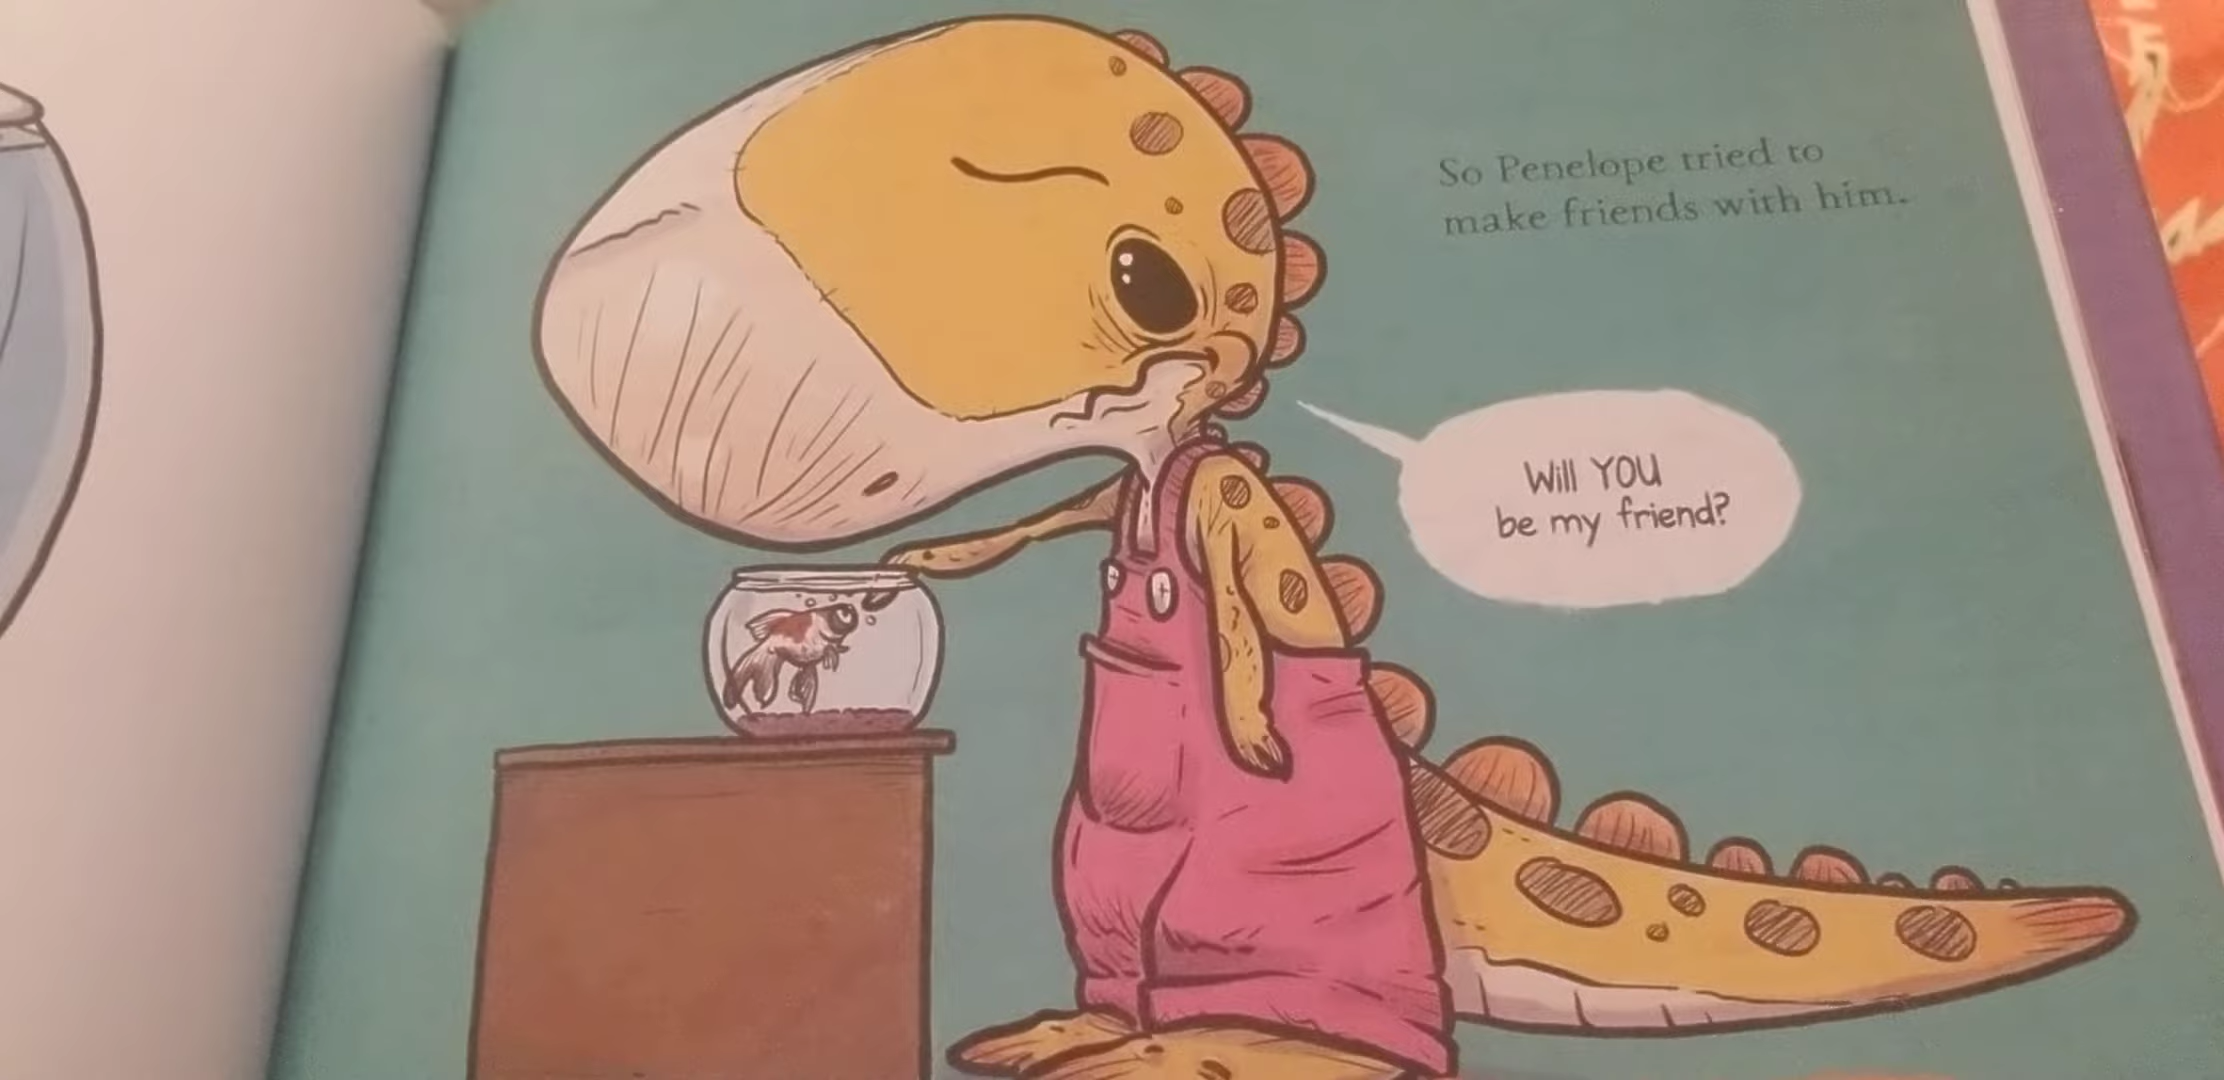 So Penelope tried to
make friends with him.
Will YOU
be my friend?